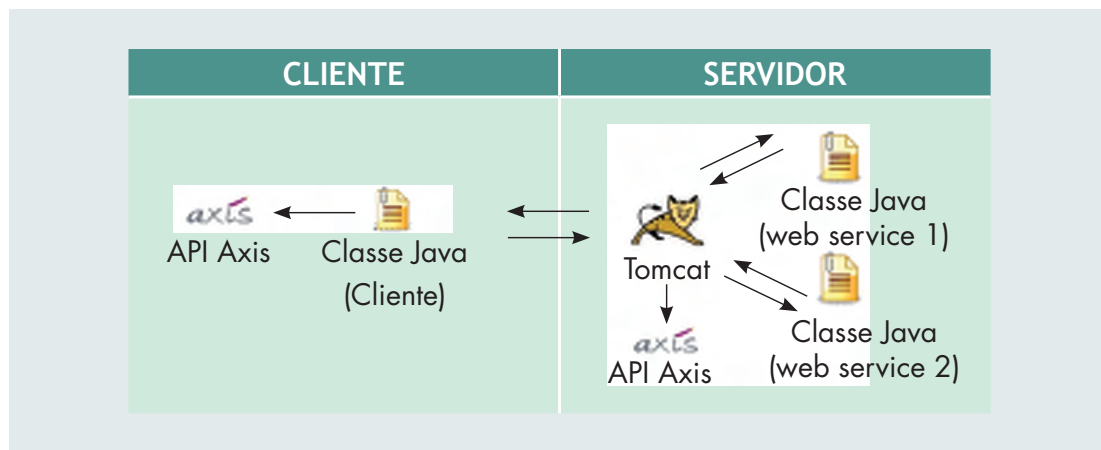 CLIENTE
SERVIDOR
axis
API Axis
Classe Java
(Cliente)
Tomcat
axis
API Axis
Classe Java
(web service 1)
Classe Java
(web service 2)